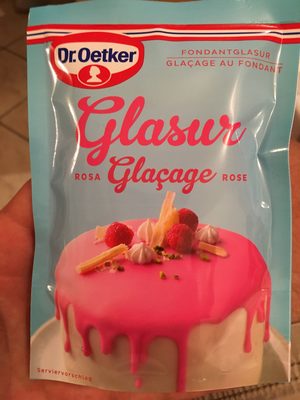 Dr.Oetker
FONDANTGLASUR
GLAÇAGE AU FONDANT
Glasur
ROSA Glaçage ROSE
Serviervorschlag